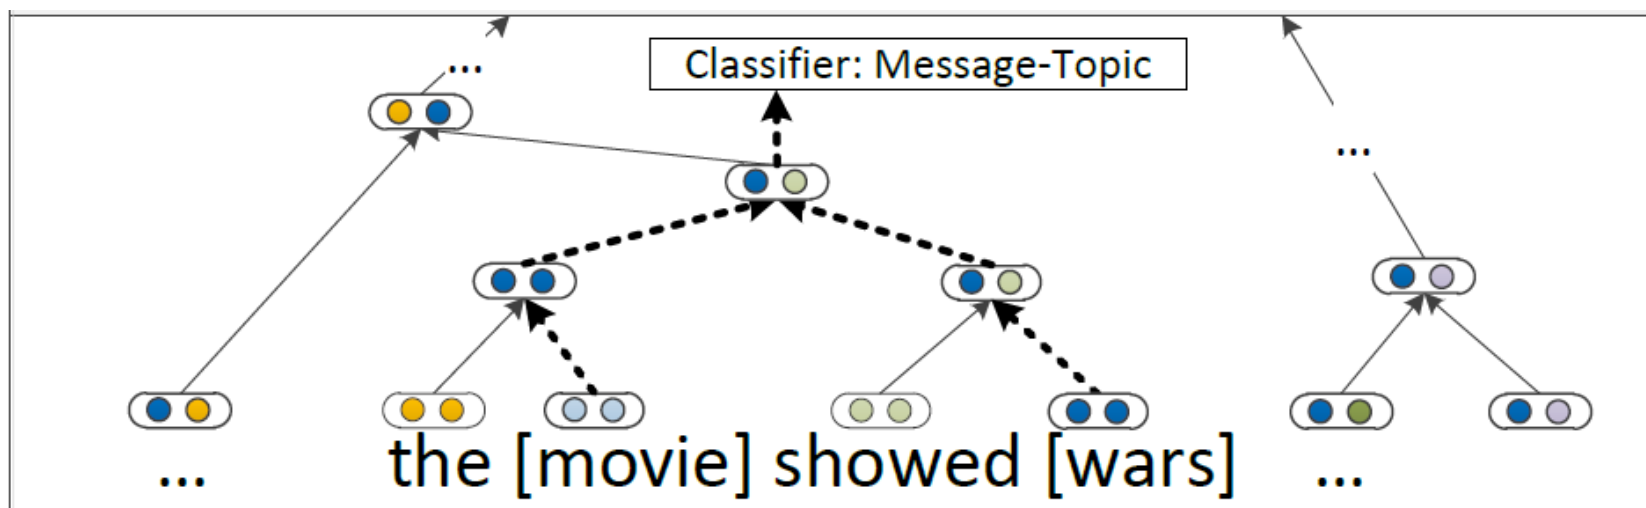 ...
Classifier: Message-Topic
...
the [movie] showed [wars]
... ...